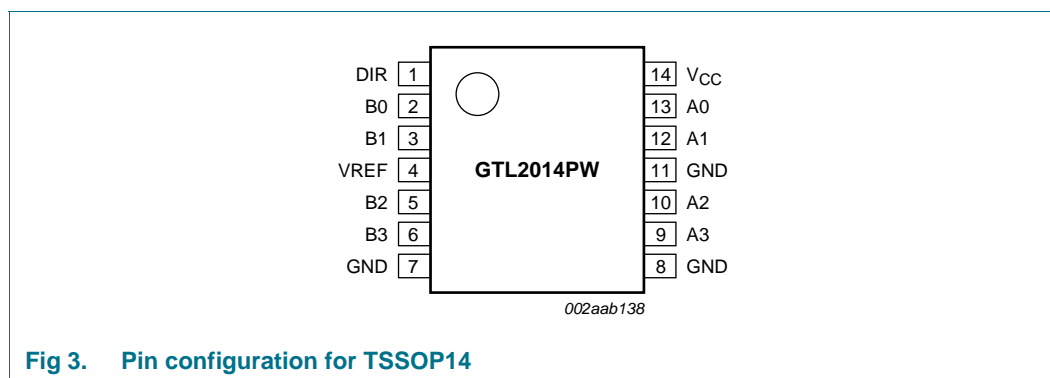 DIR 1
B0 2
B1 3
VREF 4
B2 5
B3 6
GND 7
GTL2014PW
14 VCC
13 A0
12 A1
11 GND
10 A2
9 A3
8 GND
002aab138
Fig 3. Pin configuration for TSSOP14